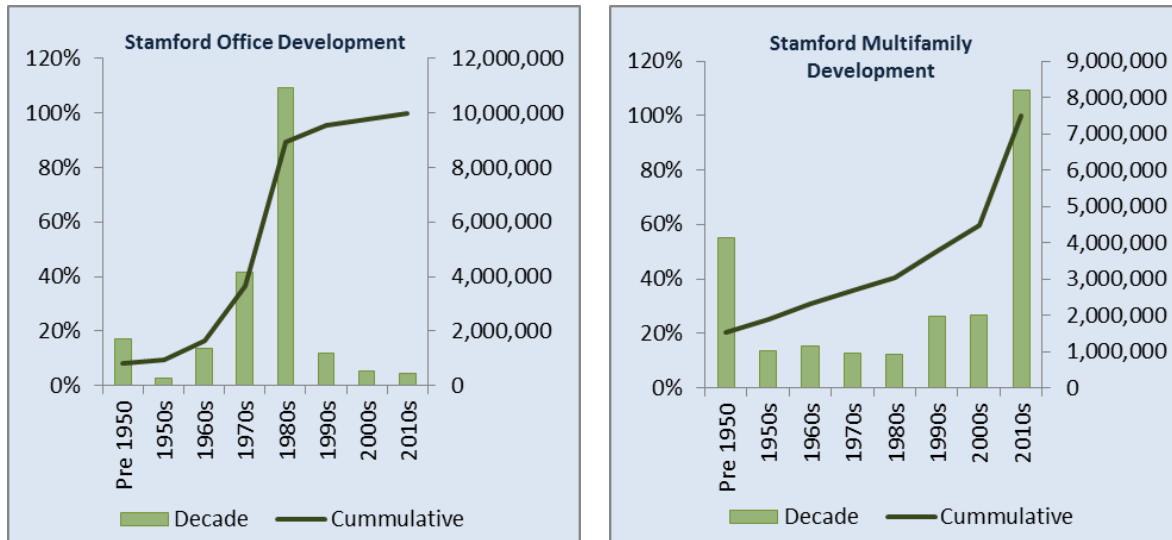 Stamford Office Development
120%
100%
80%
60%
40%
20%
0%
12,000,000
10,000,000
8,000,000
6,000,000
4,000,000
2,000,000
0
Pre 1950
1950s
1960s
1970s
1980s
1990s
2000s
2010s
Decade
Cummulative
Stamford Multifamily
Development
120%
100%
80%
60%
40%
20%
0%
9,000,000
8,000,000
7,000,000
6,000,000
5,000,000
4,000,000
3,000,000
2,000,000
1,000,000
0
Pre 1950
1950s
1960s
1970s
1980s
1990s
2000s
2010s
Decade
Cummulative